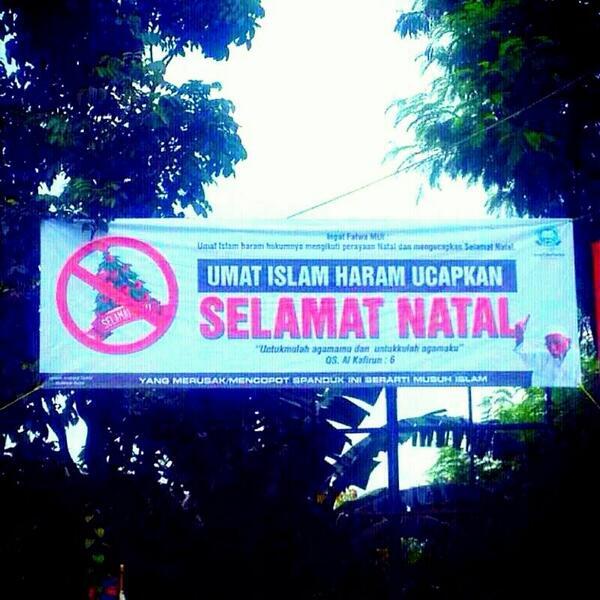 Ingat Fatwa MUI :
Umat Islam haram hukumnya mengikuti perayaan Natal dan mengucapkan Selamat Natal.
UMAT ISLAM HARAM UCAPKAN
SELAMAT NATAL
SELAMAT
"Untukmulah agamamu dan untukkulah agamaku"
QS. Al Kafirun : 6
YANG MERUSAK/MENCOPOT SPANDUK INI BERARTI MUSUH ISLAM